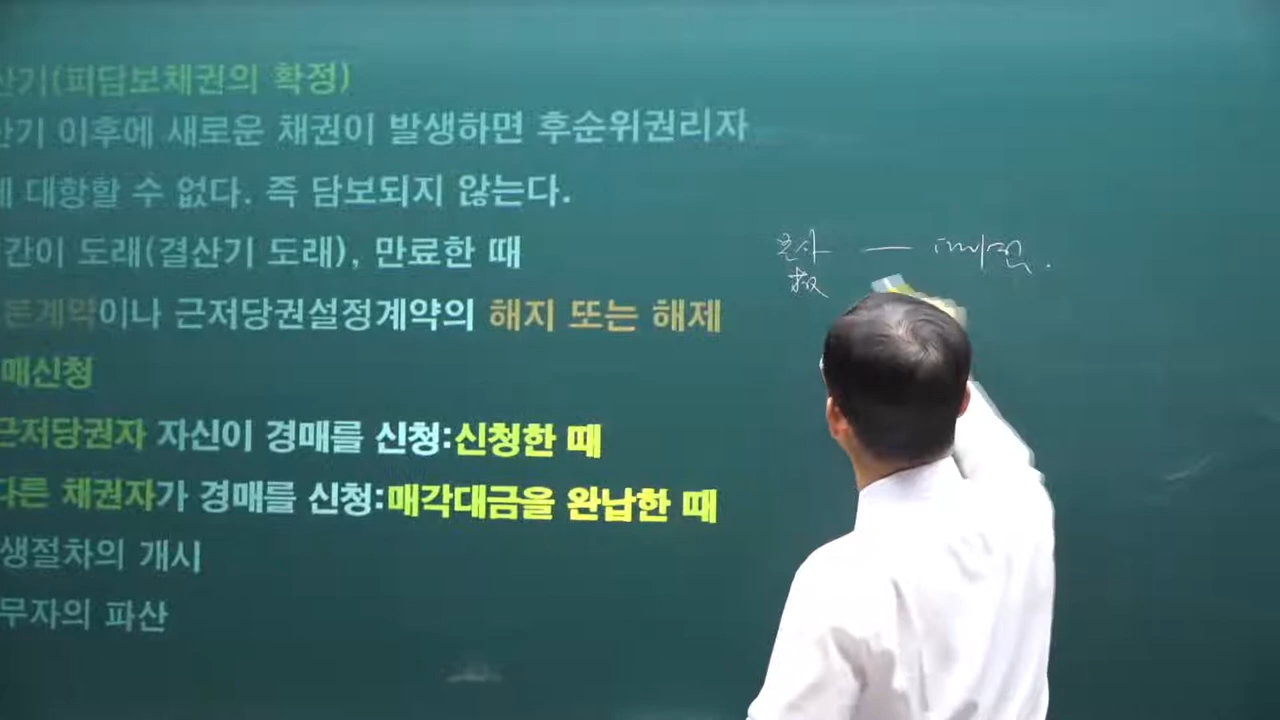 산기(피담보채권의 확정)
산기 이후에 새로운 채권이 발생하면 후순위권리자
에 대항할 수 없다. 즉 담보되지 않는다.
간이 도래(결산기 도래), 만료한 때
계약이나 근저당권설정계약의 해지 또는 해제
매신청
근저당권자 자신이 경매를 신청:신청한 때
다른 채권자가 경매를 신청:매각대금을 완납한 때
생절차의 개시
무자의 파산